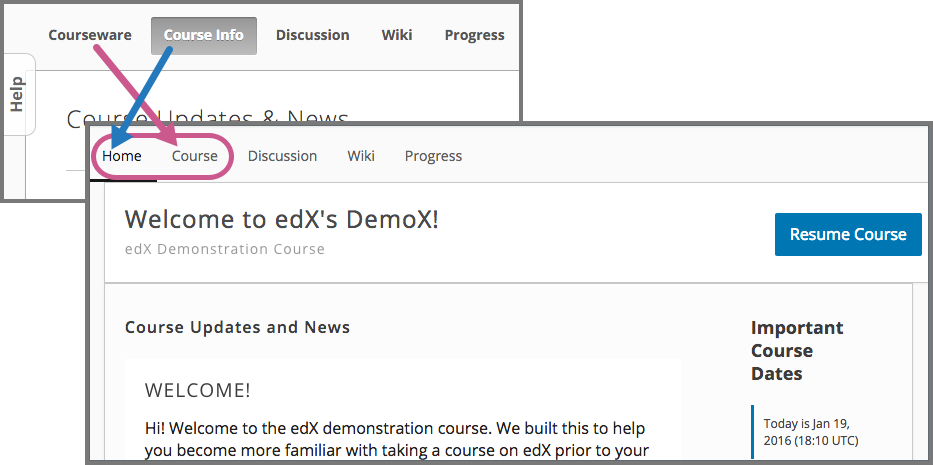 Courseware Course Info Discussion Wiki Progress
Help
Course Updates & News
Home Course Discussion Wiki Progress
Welcome to edX's DemoX!
edX Demonstration Course
Resume Course
Course Updates and News
WELCOME!
Hi! Welcome to the edX demonstration course. We built this to help
you become more familiar with taking a course on edX prior to your
Important
Course
Dates
Today is Jan 19,
2016 (18:10 UTC)